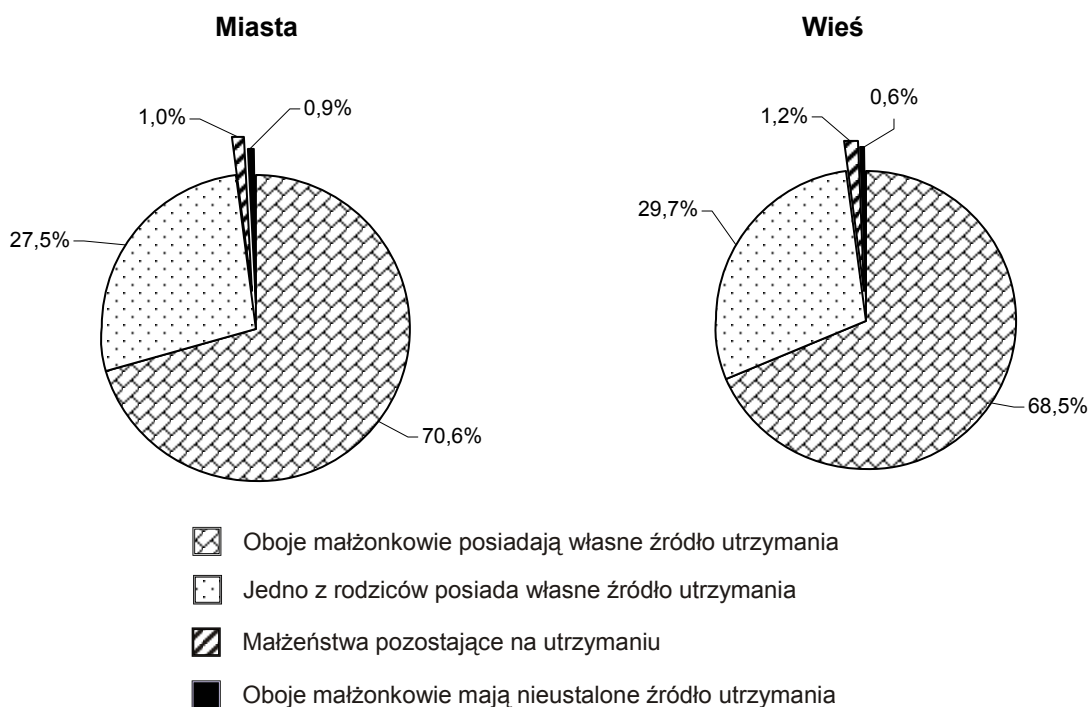 Miasta
1,0%
0,9%
27,5%
70,6%
Wieś
1,2%
0,6%
29,7%
68,5%
Oboje małżonkowie posiadają własne źródło utrzymania
Jedno z rodziców posiada własne źródło utrzymania
Małżeństwa pozostające na utrzymaniu
Oboje małżonkowie mają nieustalone źródło utrzymania